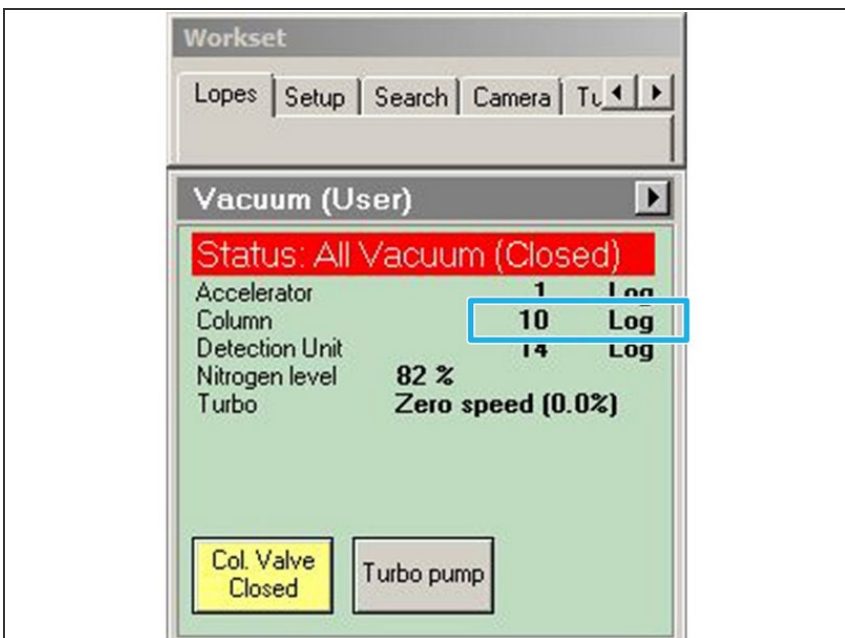 Workset
Lopes Setup Search Camera Tu
Vacuum (User)
Status: All Vacuum (Closed)
Accelerator 1 Log
Column 10 Log
Detection Unit 14 Log
Nitrogen level 82 %
Turbo Zero speed (0.0%)
Col. Valve Closed
Turbo pump